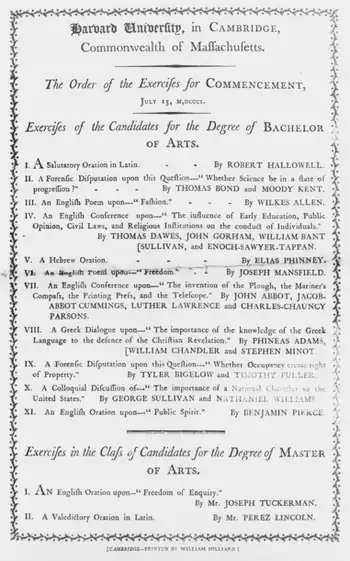 Harvard Univerſity, in CAMBRIDGE,
Commonwealth of Maſſachuſetts.
The Order of the Exerciſes for COMMENCEMENT,
JULY 15, M,DCCCI.
Exerciſes of the Candidates for the Degree of BACHELOR
OF ARTS.
I. A Salutatory Oration in Latin. - - By ROBERT HALLOWELL.
II. A Forenſic Diſputation upon this Queſtion—"Whether Science be in a ſtate of
progreſſion?" - - - By THOMAS BOND and MOODY KENT.
III. An Engliſh Poem upon—"Faſhion." - - By WILKES ALLEN.
IV. An Engliſh Conference upon—"The influence of Early Education, Public
Opinion, Civil Laws, and Religious Inſtitutions on the conduct of Individuals."
By THOMAS DAWES, JOHN GORHAM, WILLIAM BANT
[SULLIVAN, and ENOCH-SAWYER-TAPPAN.
V. A Hebrew Oration. - - - By ELIAS PHINNEY.
VI. An Engliſh Poem upon—"Freedom." - - By JOSEPH MANSFIELD.
VII. An Engliſh Conference upon—"The invention of the Plough, the Mariner's
Compaſs, the Printing Preſs, and the Teleſcope." By JOHN ABBOT, JACOB-
ABBOT CUMMINGS, LUTHER LAWRENCE and CHARLES-CHAUNCY
PARSONS.
VIII. A Greek Dialogue upon—"The importance of the knowledge of the Greek
Language to the defence of the Chriſtian Revelation." By PHINEAS ADAMS,
[WILLIAM CHANDLER and STEPHEN MINOT.
IX. A Forenſic Diſputation upon this Queſtion—"Whether Occupancy creates right
of Property." By TYLER BIGELOW and TIMOTHY FULLER.
X. A Colloquial Diſcuſſion of—"The importance of a National Character to the
United States." By GEORGE SULLIVAN and NATHANIEL WILLIAMS.
XI. An Engliſh Oration upon—"Public Spirit." By BENJAMIN PIERCE.
Exerciſes in the Claſs of Candidates for the Degree of MASTER
OF ARTS.
I. AN Engliſh Oration upon—"Freedom of Enquiry."
By Mr. JOSEPH TUCKERMAN.
II. A Valedictory Oration in Latin. By Mr. PEREZ LINCOLN.
[CAMBRIDGE—PRINTED BY WILLIAM HILLIARD]